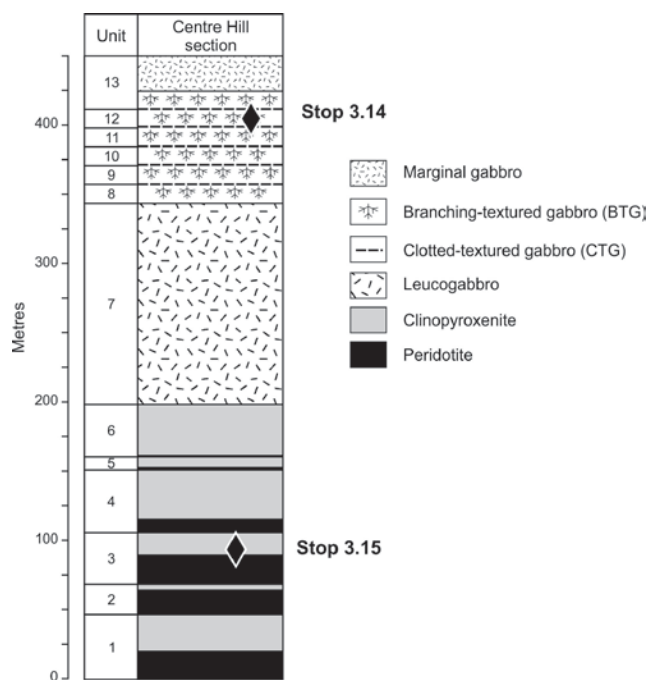 Unit
Centre Hill
section
13
12
11
10
9
8
7
6
5
4
3
2
1
400
300
200
100
0
Metres
Stop 3.14
Stop 3.15
Marginal gabbro
Branching-textured gabbro (BTG)
Clotted-textured gabbro (CTG)
Leucogabbro
Clinopyroxenite
Peridotite